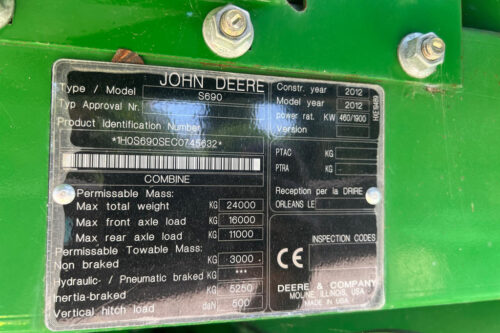 JOHN DEERE
Type / Model S690
Typ Approval Nr.
Product Identification Number
*1H0S690SEC0745632*
COMBINE
Permissable Mass:
Max total weight KG 24000
Max front axle load KG 16000
Max rear axle load KG 11000
Permissable Towable Mass:
Non braked KG 3000
Hydraulic- / Pneumatic braked KG ***
Inertia-braked KG 5250
Vertical hitch load daN 500
Constr. year 2012
Model year 2012
power rat. KW 460/1900
Version
PTAC KG -
PTRA KG -
Reception per la DRIRE
ORLEANS LE
CE
INSPECTION CODES
DEERE & COMPANY
MOLINE, ILLINOIS, USA
MADE IN U.S.A.